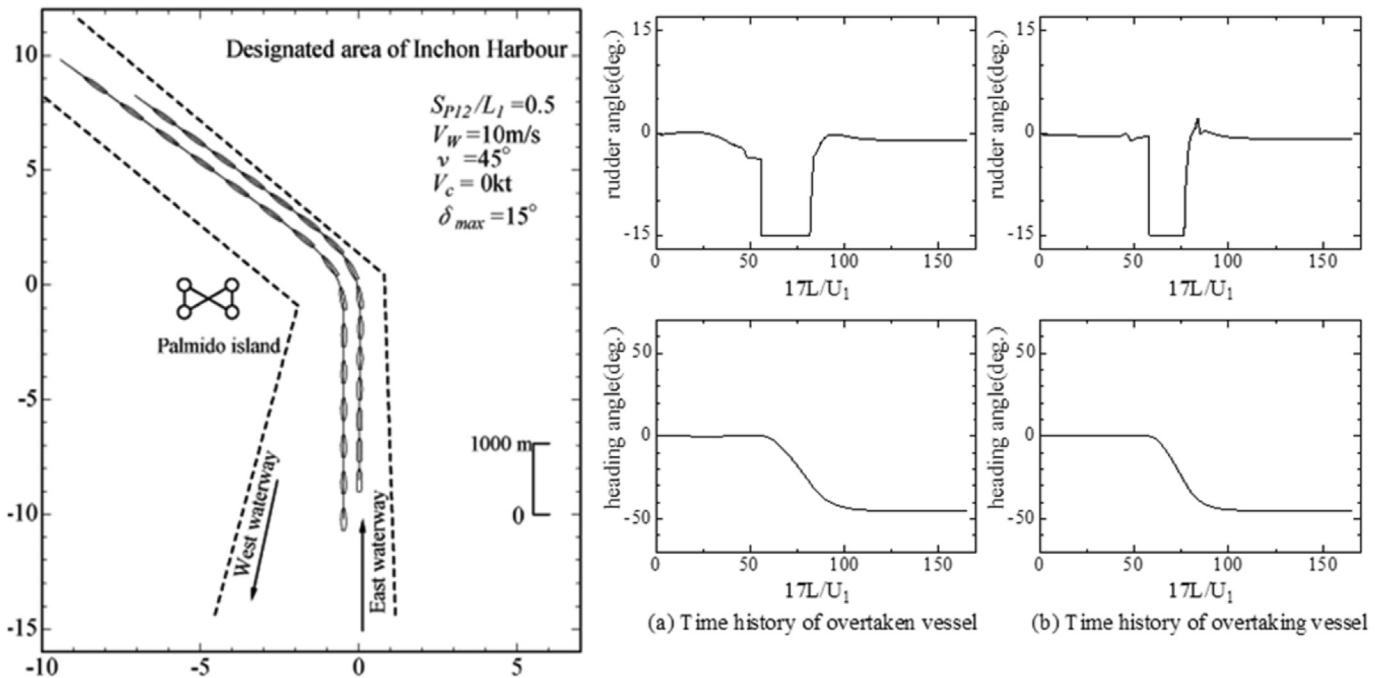 Designated area of Inchon Harbour
S_{P12}/L_1 =0.5
V_W =10m/s
ν =45°
V_c = 0kt
δ_{max} =15°
Palmido island
1000 m
0
West waterway
East waterway
10
5
0
-5
-10
-15
-10
-5
0
5
rudder angle(deg.)
15
0
-15
0
50
100
150
17L/U_1
rudder angle(deg.)
15
0
-15
0
50
100
150
17L/U_1
heading angle(deg.)
50
0
-50
0
50
100
150
17L/U_1
(a) Time history of overtaken vessel
heading angle(deg.)
50
0
-50
0
50
100
150
17L/U_1
(b) Time history of overtaking vessel